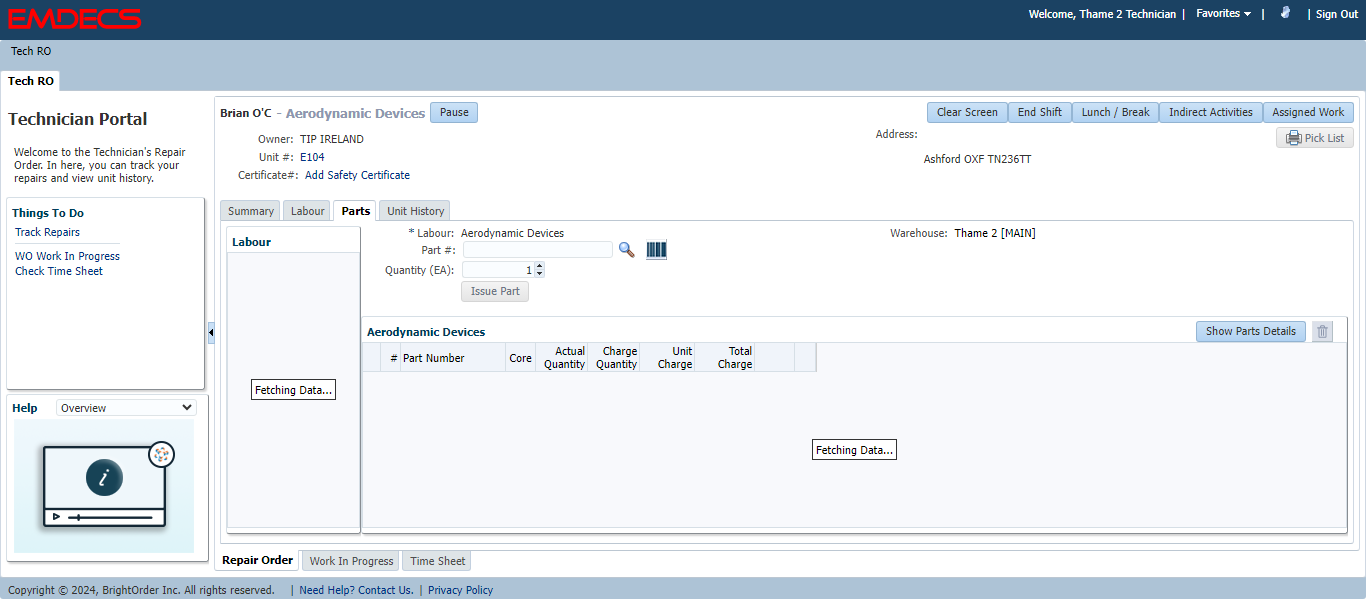 EMDECS
Welcome, Thame 2 Technician | Favorites | | Sign Out
Tech RO
Tech RO
Technician Portal
Welcome to the Technician's Repair
Order. In here, you can track your
repairs and view unit history.
Things To Do
Track Repairs
WO Work In Progress
Check Time Sheet
Help Overview
i
Brian O'C - Aerodynamic Devices Pause
Clear Screen End Shift Lunch / Break Indirect Activities Assigned Work
Owner: TIP IRELAND
Unit #: E104
Certificate#: Add Safety Certificate
Address:
Pick List
Ashford OXF TN236TT
Summary Labour Parts Unit History
Labour
Fetching Data...
* Labour: Aerodynamic Devices
Warehouse: Thame 2 [MAIN]
Part #:
Quantity (EA): 1
Issue Part
Aerodynamic Devices
Show Parts Details
# Part Number Core Actual Quantity Charge Quantity Unit Charge Total Charge
Fetching Data...
Repair Order Work In Progress Time Sheet
Copyright © 2024, BrightOrder Inc. All rights reserved. | Need Help? Contact Us. | Privacy Policy